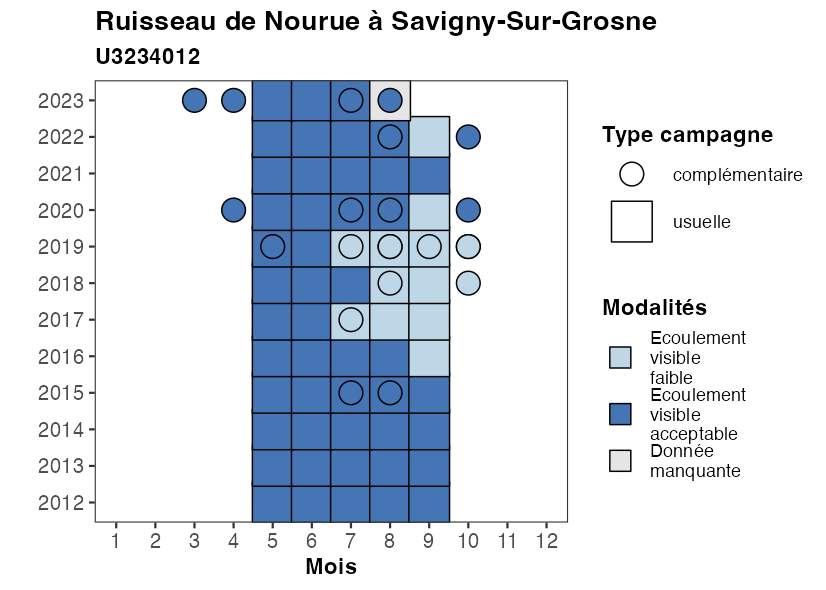 Ruisseau de Nourue à Savigny-Sur-Grosne
U3234012
2023
2022
2021
2020
2019
2018
2017
2016
2015
2014
2013
2012
1 2 3 4 5 6 7 8 9 10 11 12
Mois
Type campagne
complémentaire
usuelle
Modalités
Ecoulement
visible
faible
Ecoulement
visible
acceptable
Donnée
manquante